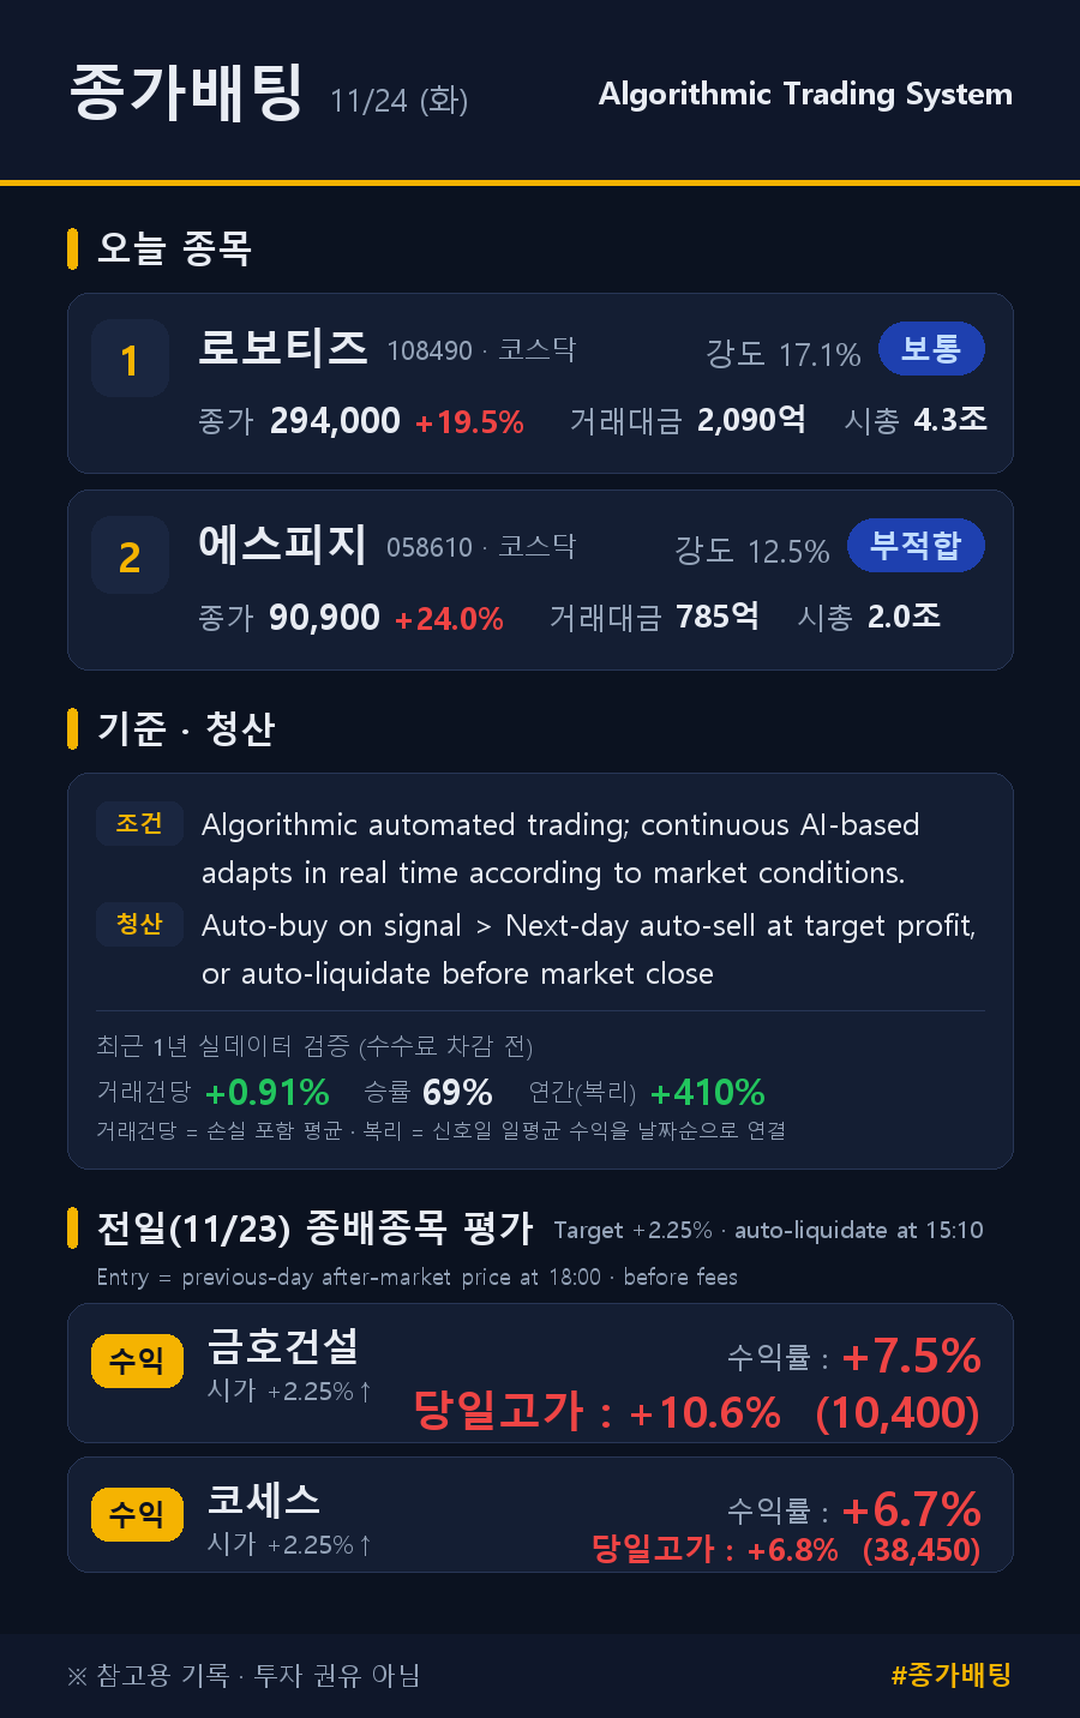 종가배팅 11/24 (화) Algorithmic Trading System
오늘 종목
1 로보티즈 108490 · 코스닥 강도 17.1% 보통
종가 294,000 +19.5% 거래대금 2,090억 시총 4.3조
2 에스피지 058610 · 코스닥 강도 12.5% 부적합
종가 90,900 +24.0% 거래대금 785억 시총 2.0조
기준 · 청산
조건 Algorithmic automated trading; continuous AI-based
adapts in real time according to market conditions.
청산 Auto-buy on signal > Next-day auto-sell at target profit,
or auto-liquidate before market close
최근 1년 실데이터 검증 (수수료 차감 전)
거래건당 +0.91% 승률 69% 연간(복리) +410%
거래건당 = 손실 포함 평균 · 복리 = 신호일 일평균 수익을 날짜순으로 연결
전일(11/23) 종배종목 평가 Target +2.25% · auto-liquidate at 15:10
Entry = previous-day after-market price at 18:00 · before fees
수익 금호건설 수익률 : +7.5%
시가 +2.25%↑ 당일고가 : +10.6% (10,400)
수익 코세스 수익률 : +6.7%
시가 +2.25%↑ 당일고가 : +6.8% (38,450)
※ 참고용 기록 · 투자 권유 아님 #종가배팅